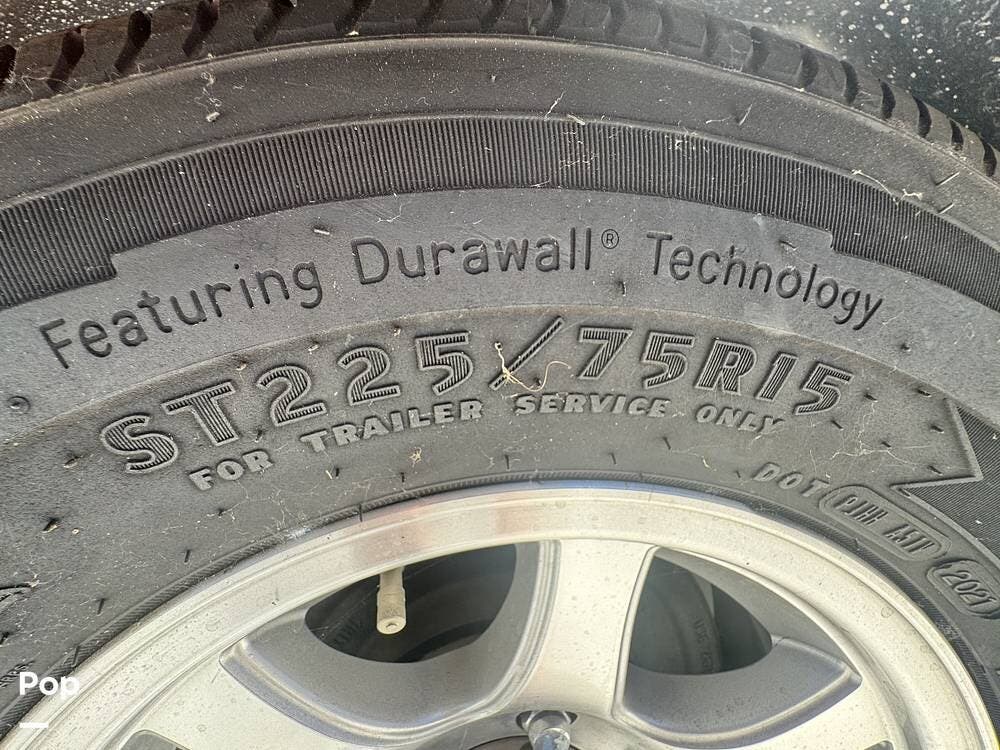 Featuring Durawall® Technology
ST225/75R15
FOR TRAILER SERVICE ONLY
DOT 2021
Pop